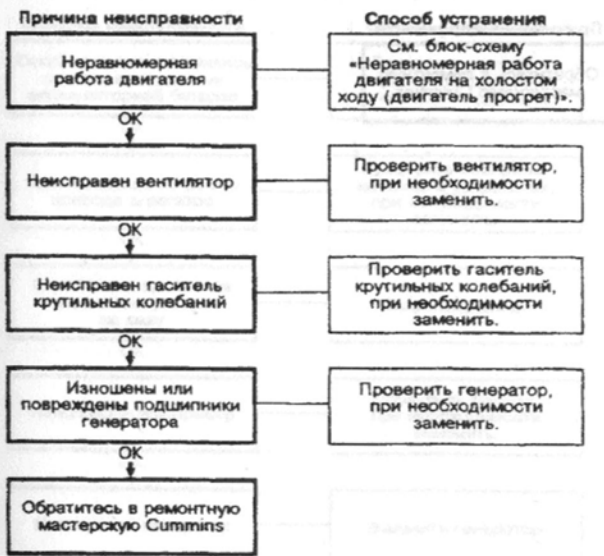 Причина неисправности
Способ устранения
Неравномерная
работа двигателя
См. блок-схему
«Неравномерная работа
двигателя на холостом
ходу (двигатель прогрет)».
ОК
Неисправен вентилятор
Проверить вентилятор,
при необходимости
заменить.
ОК
Неисправен гаситель
крутильных колебаний
Проверить гаситель
крутильных колебаний,
при необходимости
заменить.
ОК
Изношены или
повреждены подшипники
генератора
Проверить генератор,
при необходимости
заменить.
ОК
Обратитесь в ремонтную
мастерскую Cummins